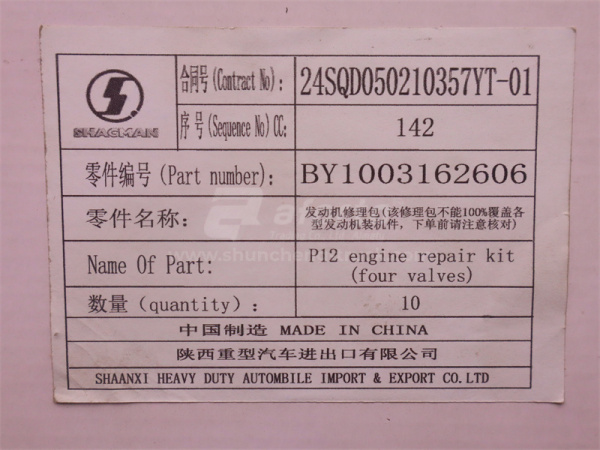 SHACMAN
合同号(Contract No): 24SQD050210357YT-01
序号(Sequence No)CC: 142
零件编号(Part number): BY1003162606
零件名称: 发动机修理包(该修理包不能100%覆盖各
型发动机装机件，下单前请注意核对)
Name Of Part: P12 engine repair kit
(four valves)
数量(quantity): 10
中国制造 MADE IN CHINA
陕西重型汽车进出口有限公司
SHAANXI HEAVY DUTY AUTOMBILE IMPORT & EXPORT CO.LTD